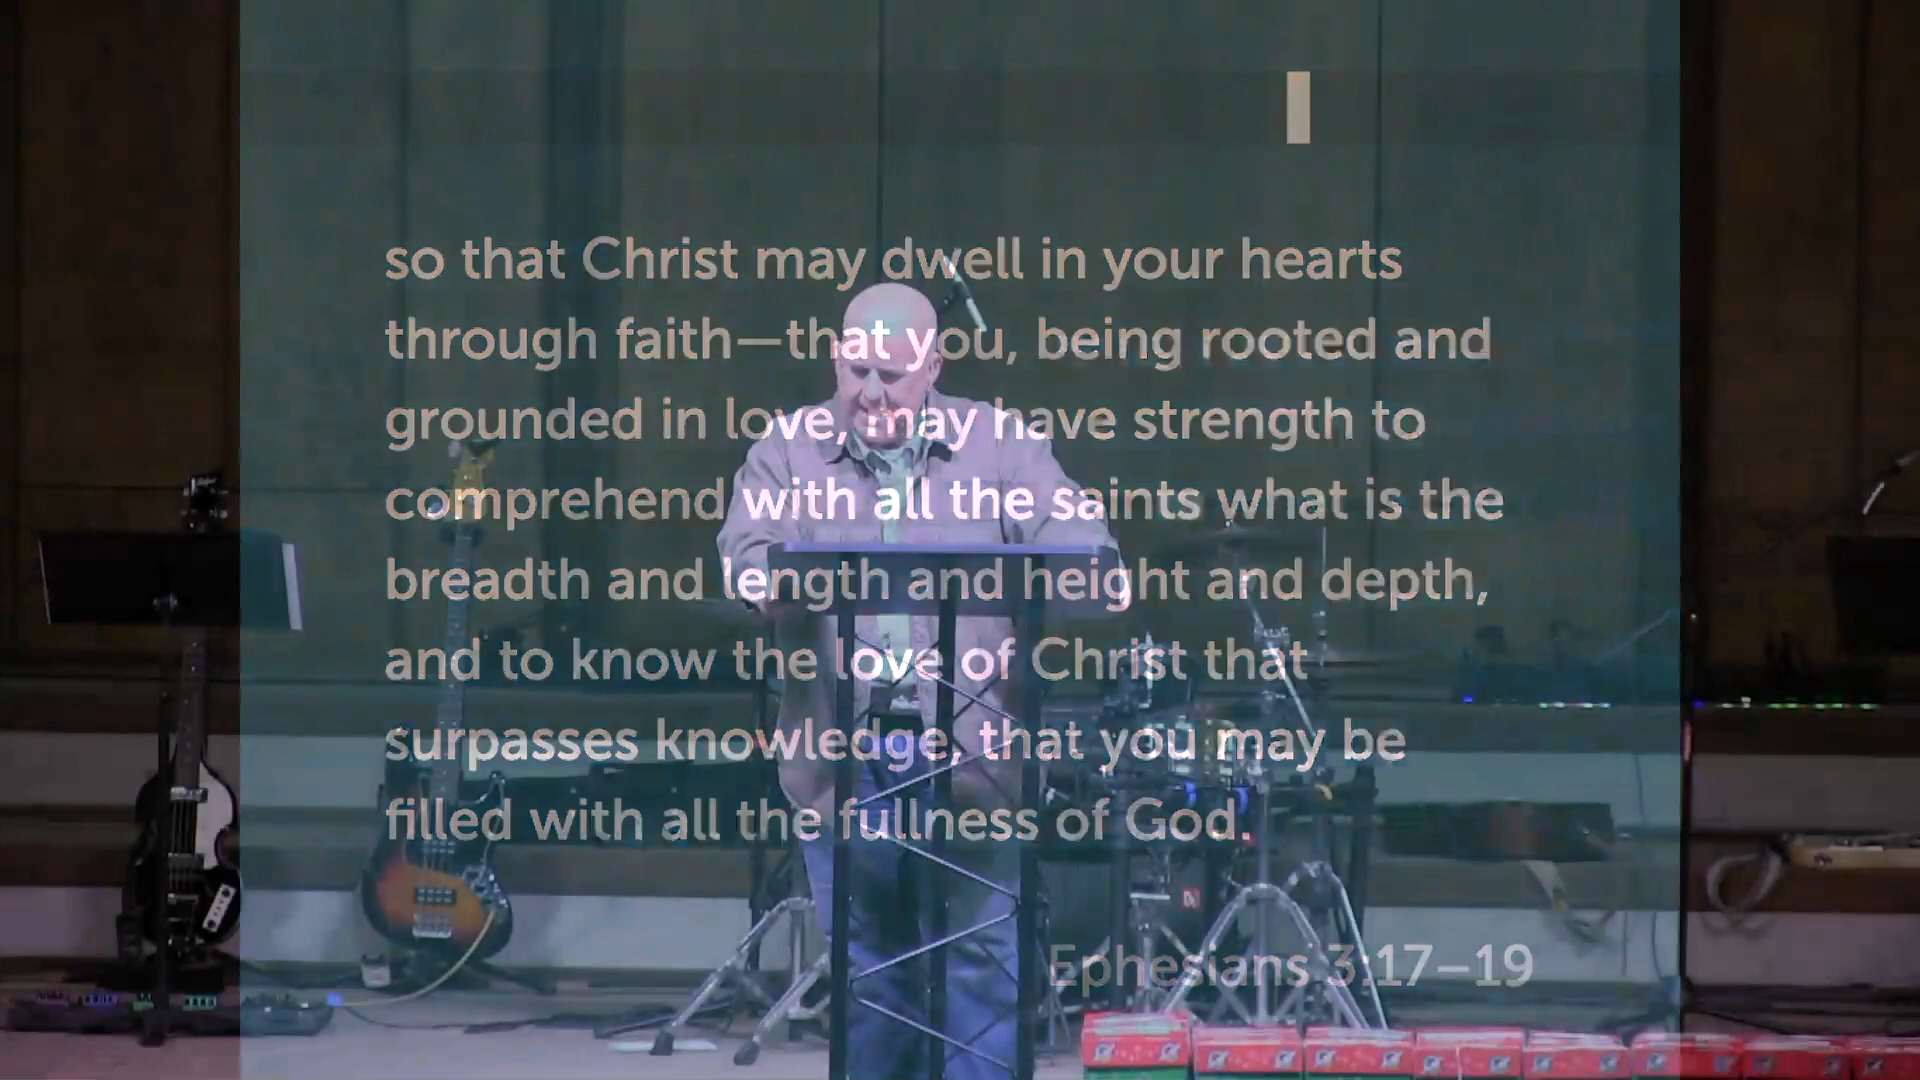 so that Christ may dwell in your hearts
through faith—that you, being rooted and
grounded in love, may have strength to
comprehend with all the saints what is the
breadth and length and height and depth,
and to know the love of Christ that
surpasses knowledge, that you may be
filled with all the fullness of God.
Ephesians 3:17–19